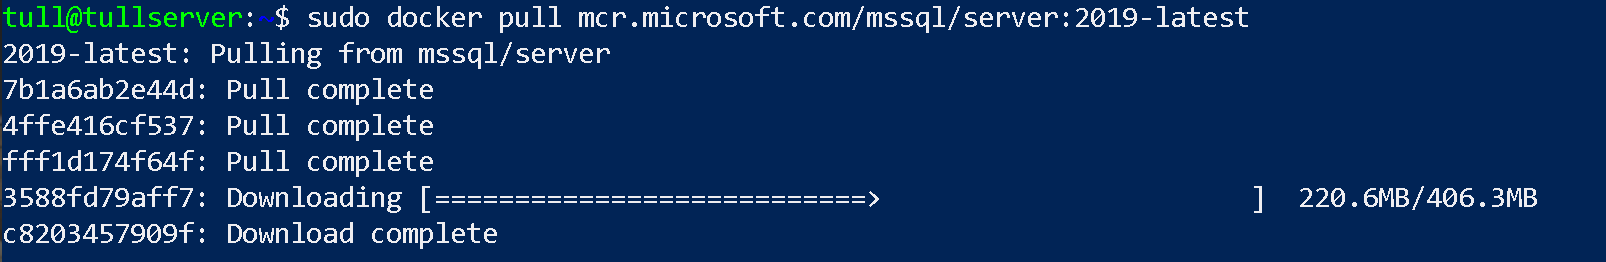 tull@tullserver:~$ sudo docker pull mcr.microsoft.com/mssql/server:2019-latest
2019-latest: Pulling from mssql/server
7b1a6ab2e44d: Pull complete
4ffe416cf537: Pull complete
fff1d174f64f: Pull complete
3588fd79aff7: Downloading [===========================>                       ]  220.6MB/406.3MB
c8203457909f: Download complete